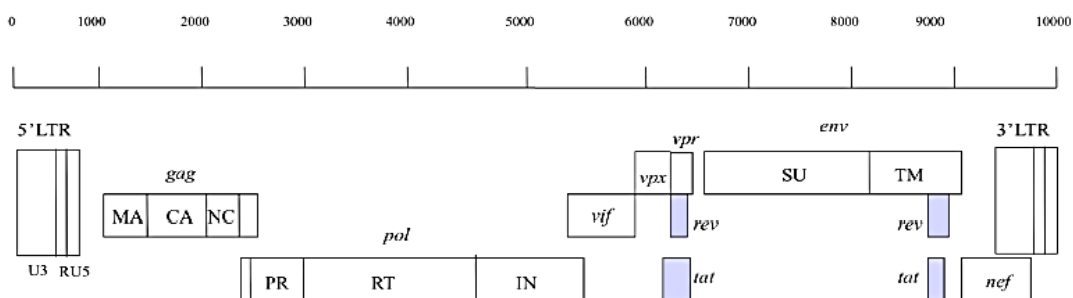 0 1000 2000 3000 4000 5000 6000 7000 8000 9000 10000
5'LTR gag vpr env 3'LTR
MA CA NC vif vpx SU TM
U3 RU5 pol rev rev
PR RT IN tat tat nef